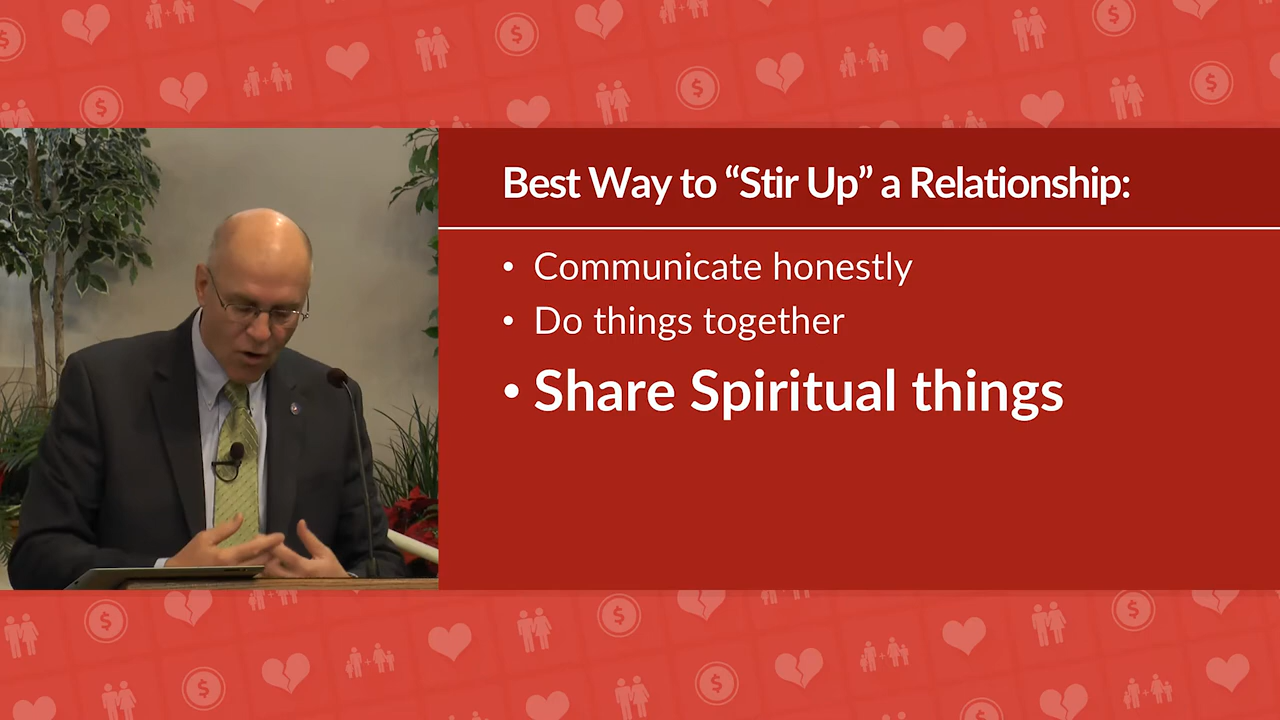 Best Way to “Stir Up” a Relationship:
• Communicate honestly
• Do things together
• Share Spiritual things